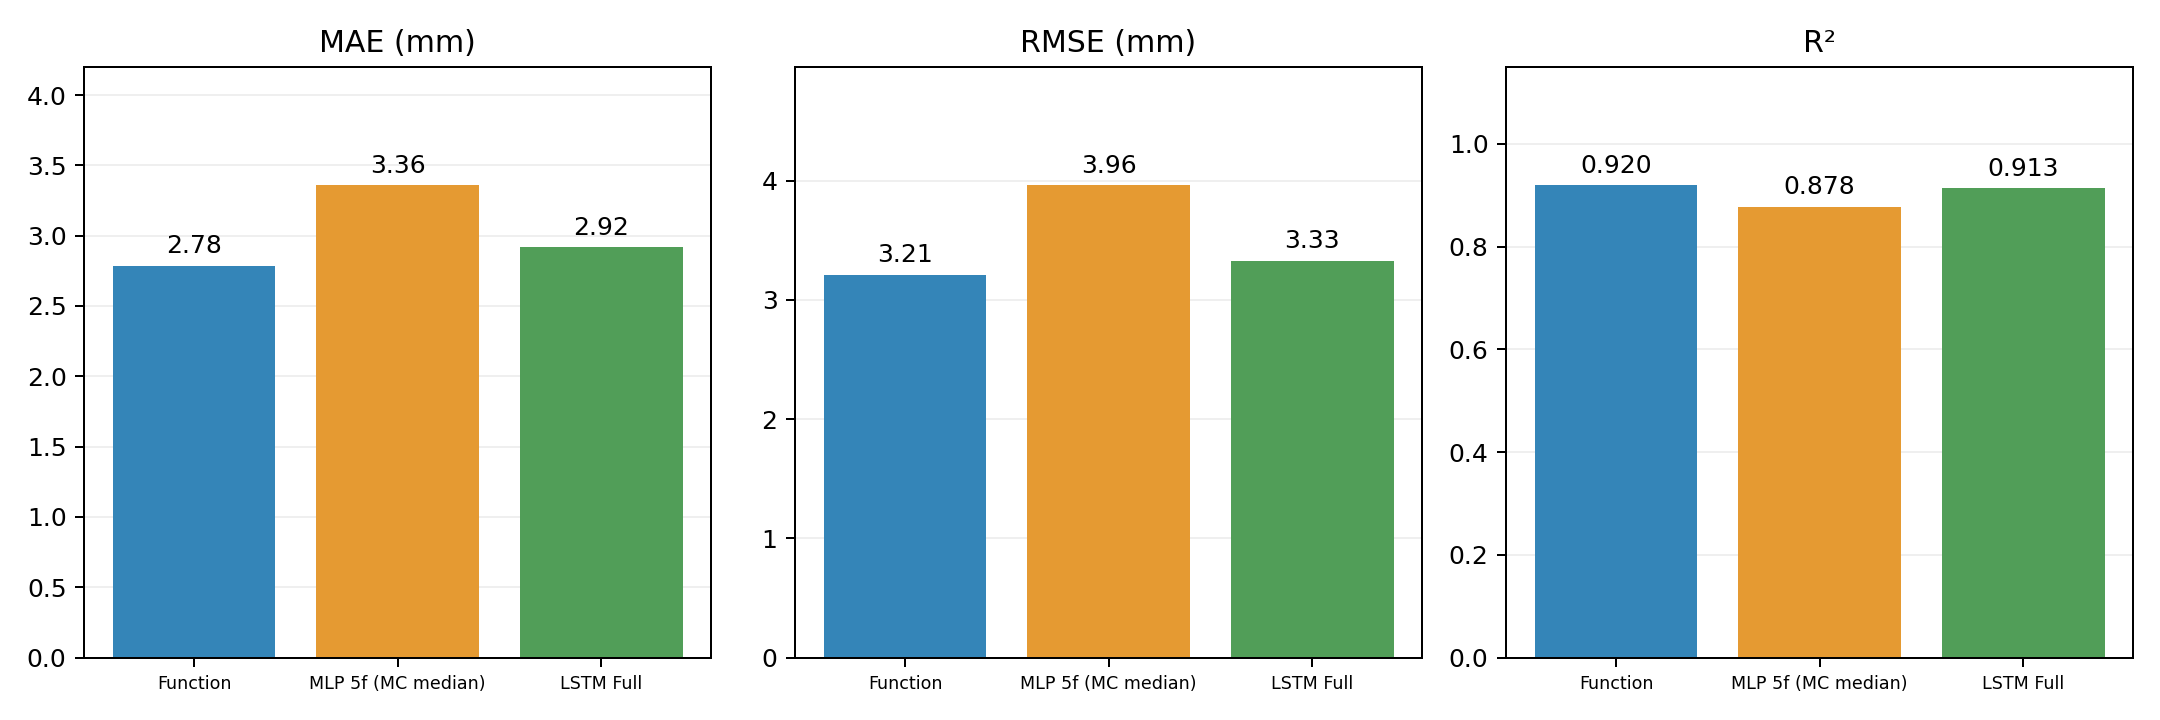 MAE (mm)
4.0
3.5
3.0
2.5
2.0
1.5
1.0
0.5
0.0
2.78
3.36
2.92
Function
MLP 5f (MC median)
LSTM Full
RMSE (mm)
4
3
2
1
0
3.21
3.96
3.33
Function
MLP 5f (MC median)
LSTM Full
R²
1.0
0.8
0.6
0.4
0.2
0.0
0.920
0.878
0.913
Function
MLP 5f (MC median)
LSTM Full